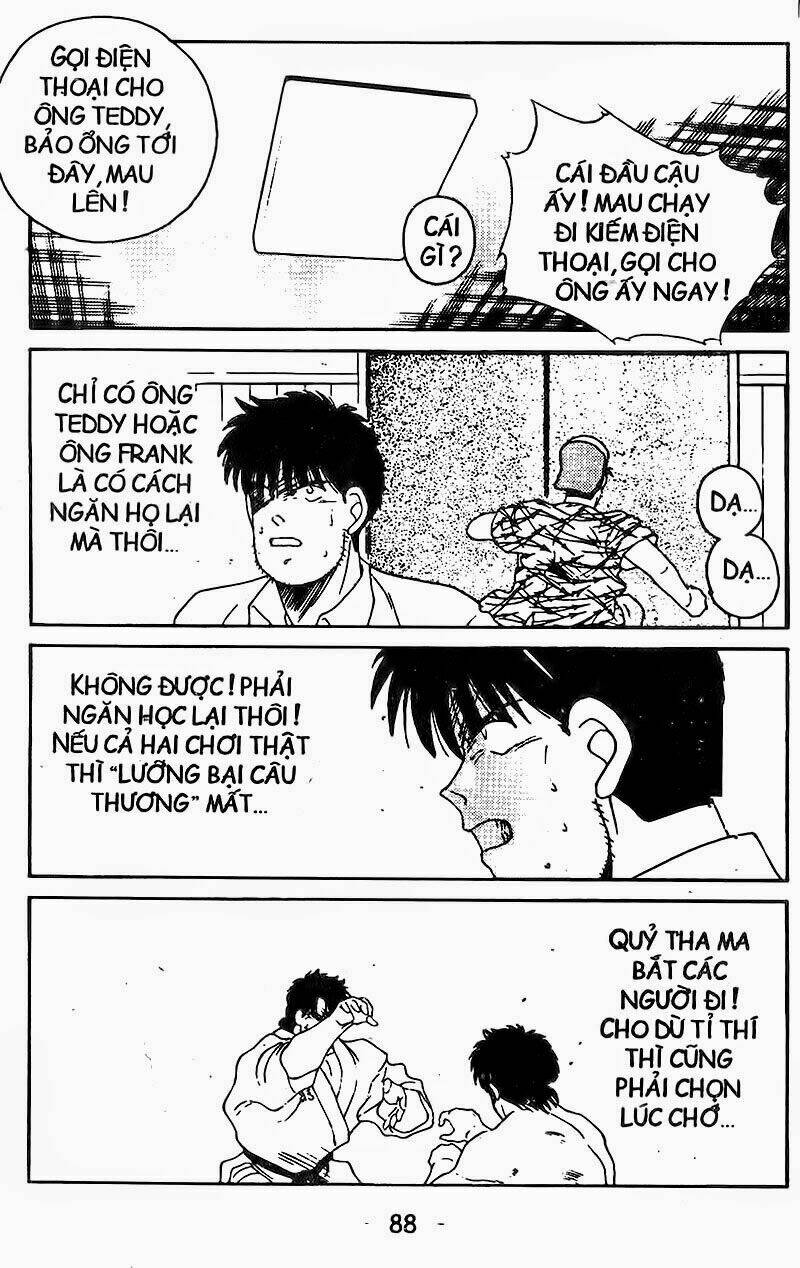 GỌI ĐIỆN
THOẠI CHO
ÔNG TEDDY,
BẢO ỔNG TỚI
ĐÂY, MAU
LÊN!
CÁI
GÌ?
CÁI ĐẦU CẬU
ẤY! MAU CHẠY
ĐI KIẾM ĐIỆN
THOẠI, GỌI CHO
ÔNG ẤY NGAY!
CHỈ CÓ ÔNG
TEDDY HOẶC
ÔNG FRANK
LÀ CÓ CÁCH
NGĂN HỌ LẠI
MÀ THÔI...
DẠ...
DẠ...
KHÔNG ĐƯỢC! PHẢI
NGĂN HỌC LẠI THÔI!
NẾU CẢ HAI CHƠI THẬT
THÌ "LƯỠNG BẠI CÂU
THƯƠNG" MẤT...
QUỶ THA MA
BẮT CÁC
NGƯỜI ĐI!
CHO DÙ TỈ THÍ
THÌ CŨNG
PHẢI CHỌN
LÚC CHỚ...
- 88 -